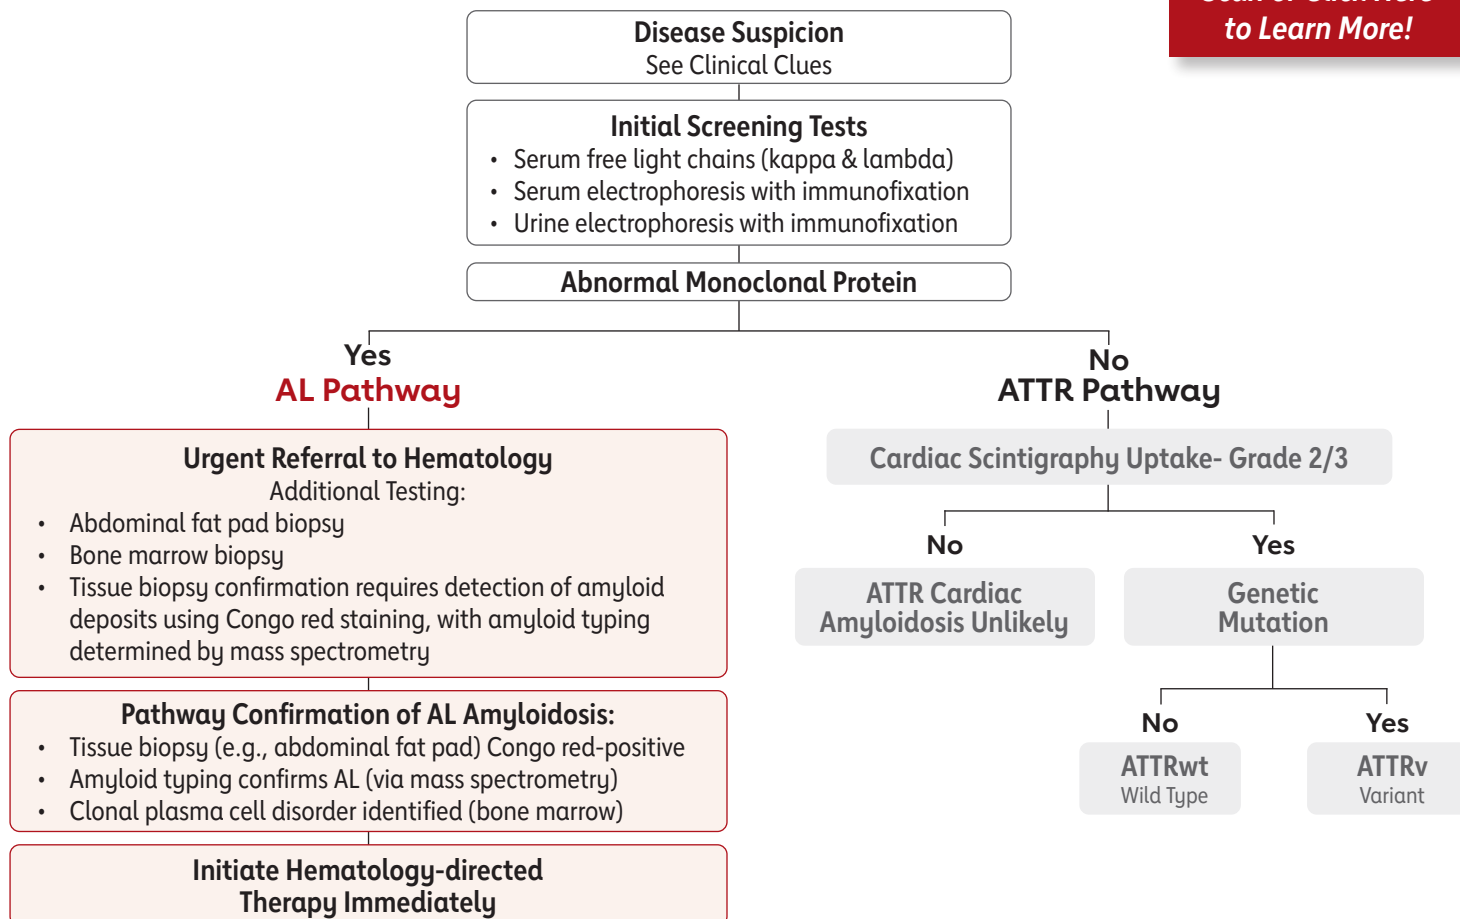 to Learn More!
Disease Suspicion
See Clinical Clues
Initial Screening Tests
• Serum free light chains (kappa & lambda)
• Serum electrophoresis with immunofixation
• Urine electrophoresis with immunofixation
Abnormal Monoclonal Protein
Yes
AL Pathway
Urgent Referral to Hematology
Additional Testing:
• Abdominal fat pad biopsy
• Bone marrow biopsy
• Tissue biopsy confirmation requires detection of amyloid
deposits using Congo red staining, with amyloid typing
determined by mass spectrometry
Pathway Confirmation of AL Amyloidosis:
• Tissue biopsy (e.g., abdominal fat pad) Congo red-positive
• Amyloid typing confirms AL (via mass spectrometry)
• Clonal plasma cell disorder identified (bone marrow)
Initiate Hematology-directed
Therapy Immediately
No
ATTR Pathway
Cardiac Scintigraphy Uptake- Grade 2/3
No
ATTR Cardiac
Amyloidosis Unlikely
Yes
Genetic
Mutation
No
ATTRwt
Wild Type
Yes
ATTRv
Variant